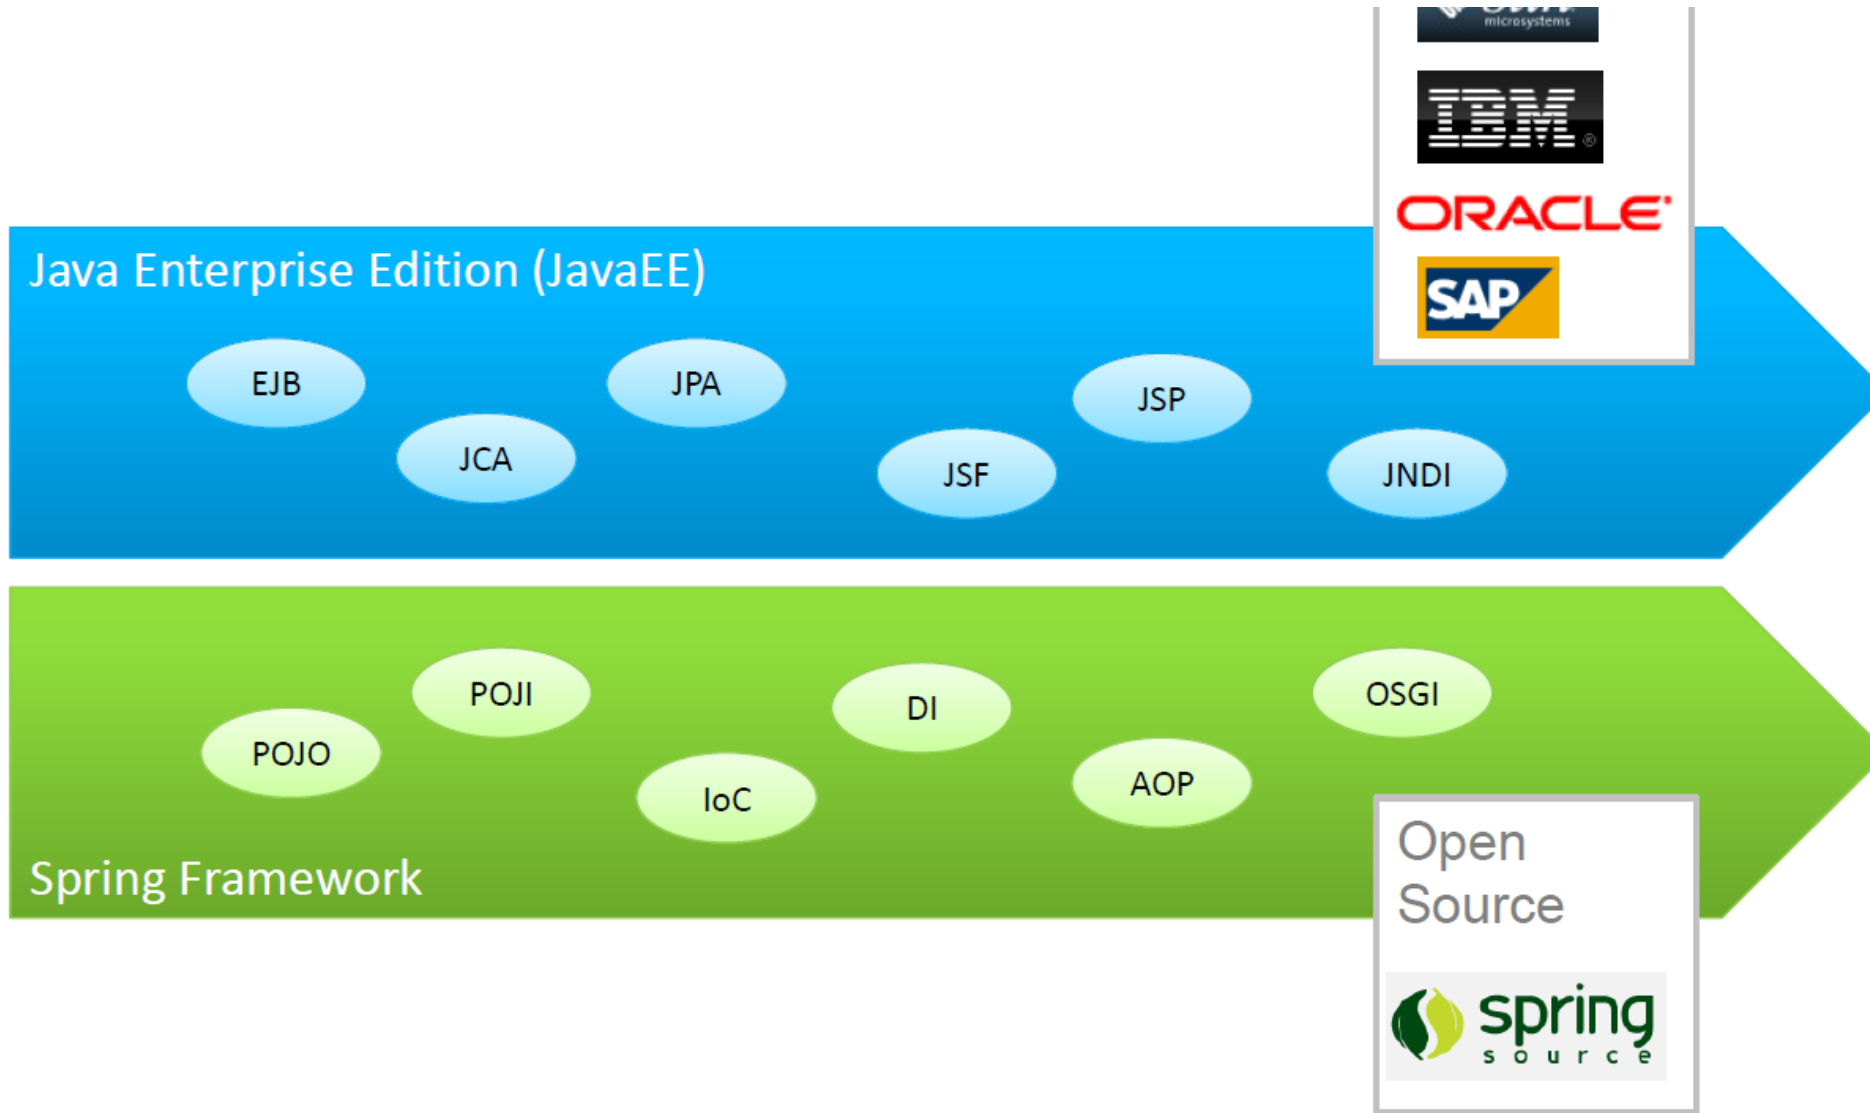 microsystems
IBM®
ORACLE®
SAP
Java Enterprise Edition (JavaEE)
EJB
JPA
JSP
JCA
JSF
JNDI
POJI
DI
OSGI
POJO
IoC
AOP
Spring Framework
Open
Source
spring
source